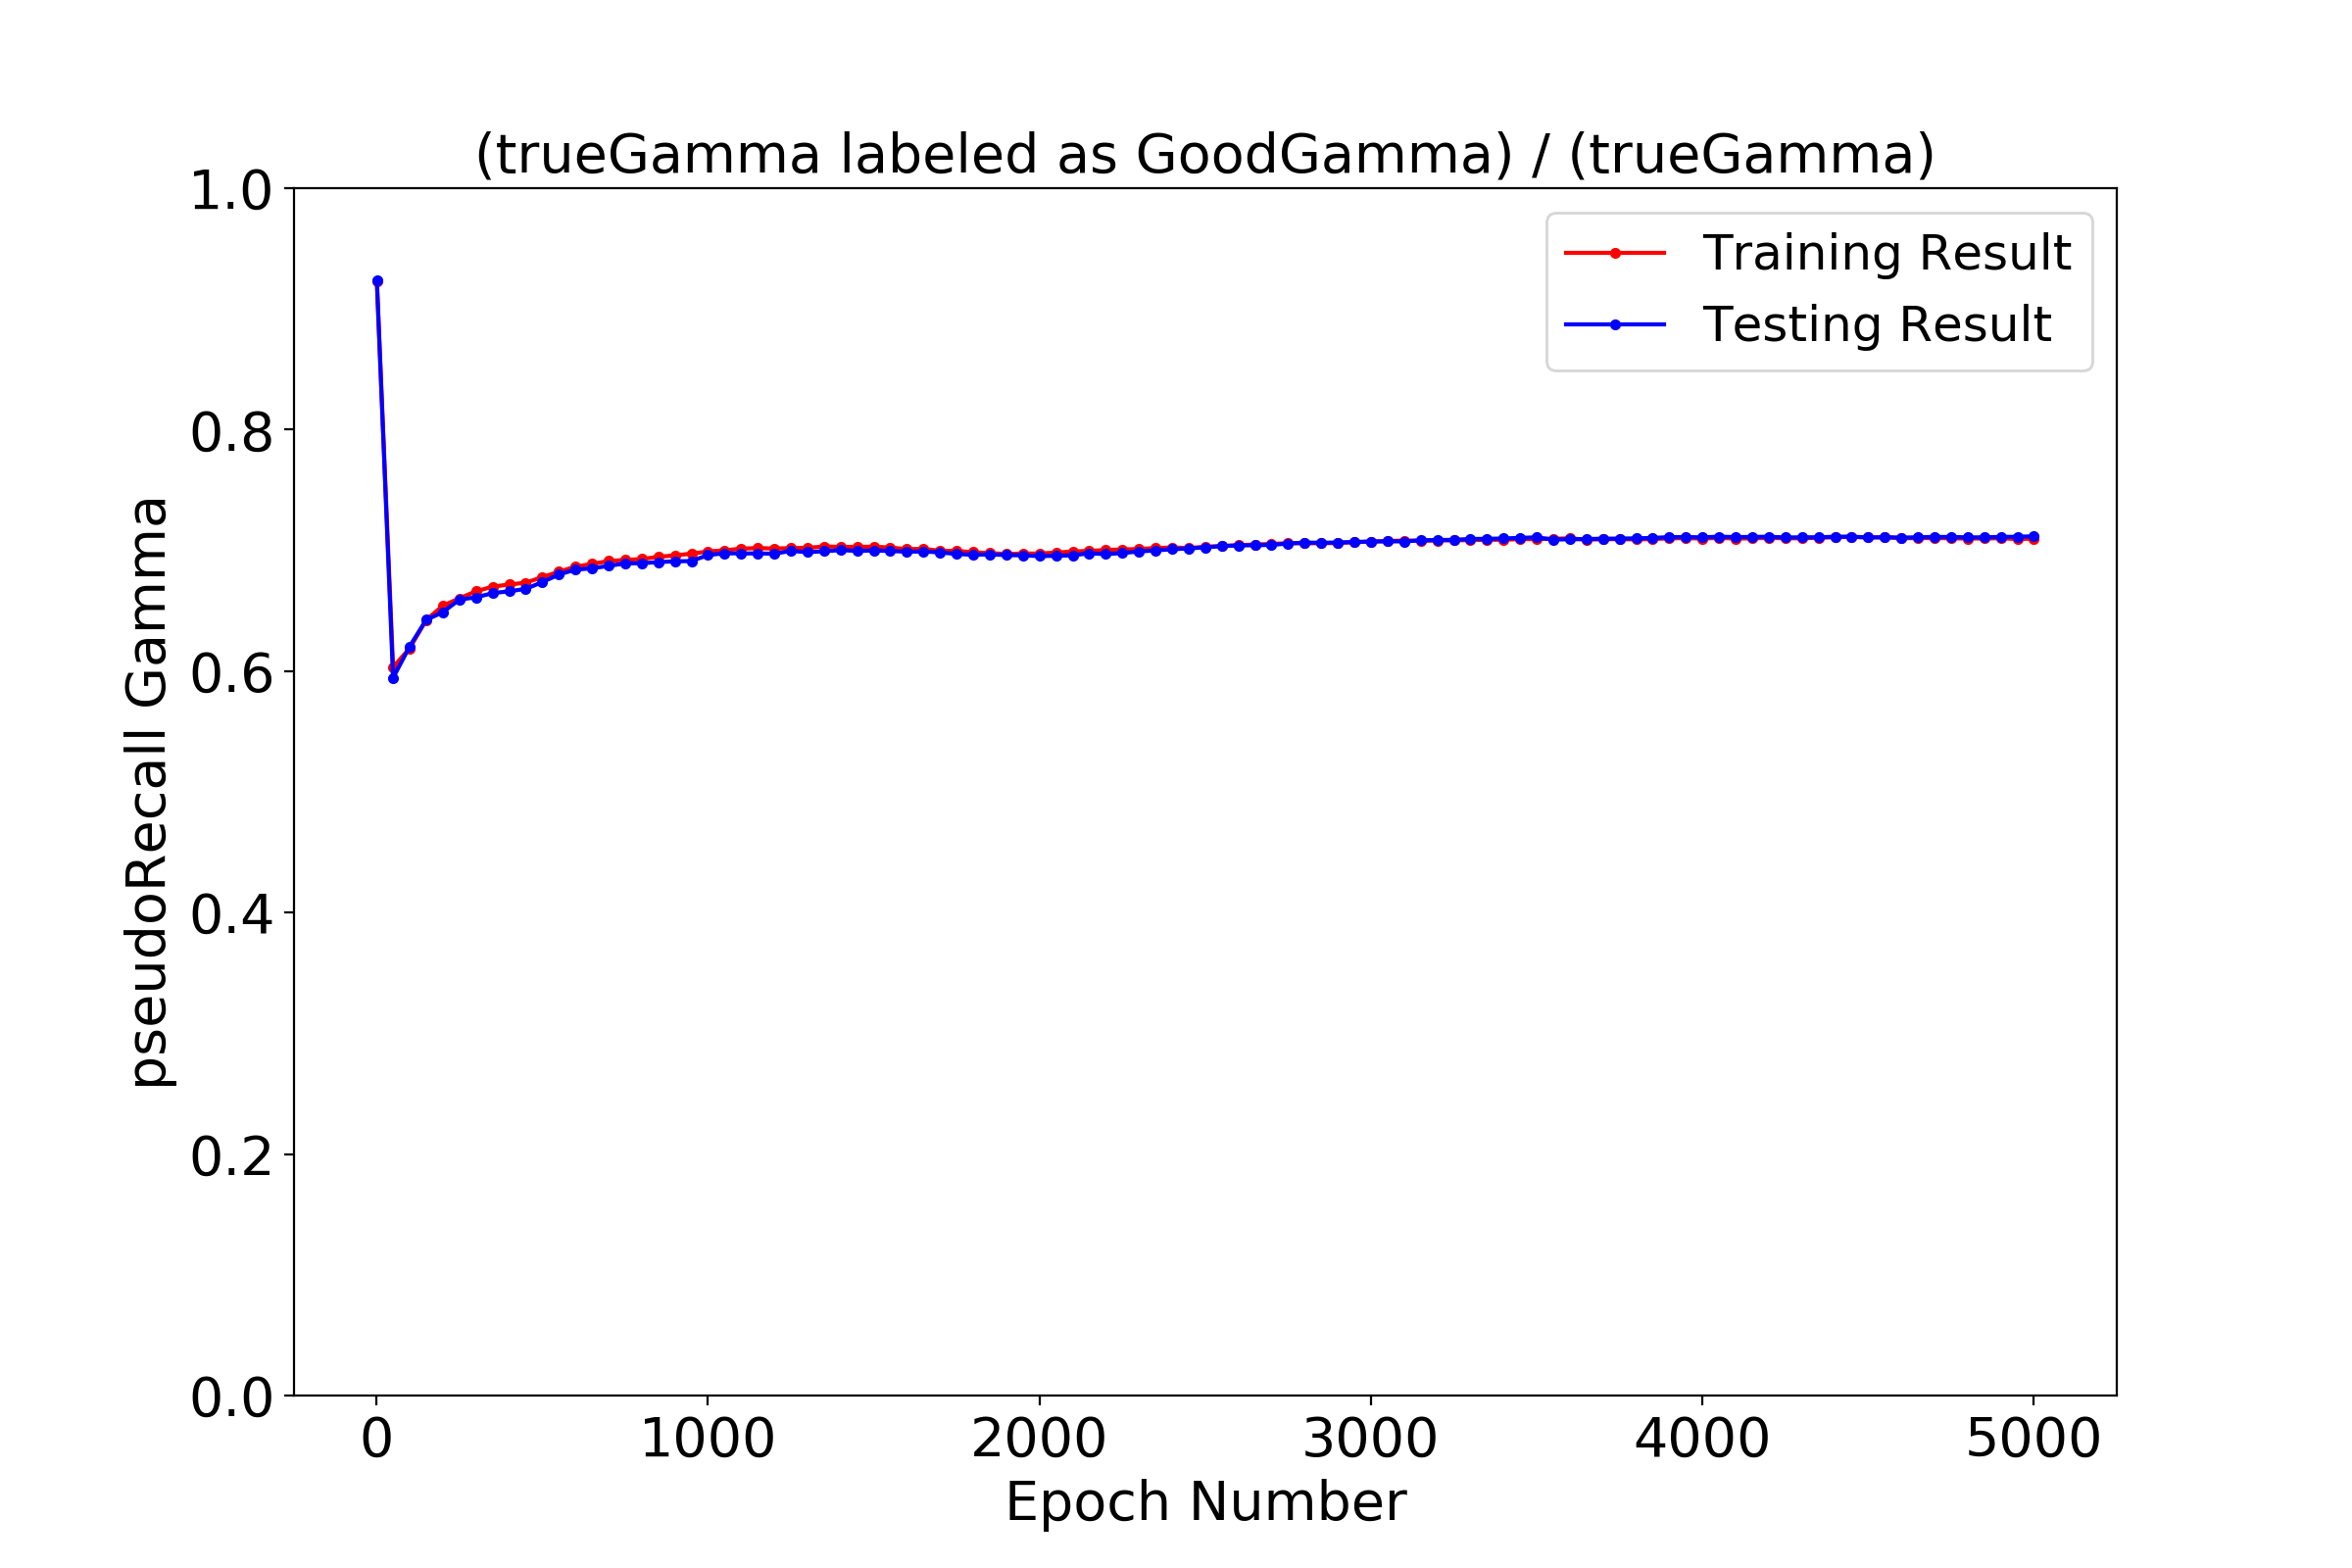 (trueGamma labeled as GoodGamma) / (trueGamma)
1.0
Training Result
Testing Result
0.8
0.6
0.4
0.2
0.0
pseudoRecall Gamma
0 1000 2000 3000 4000 5000
Epoch Number